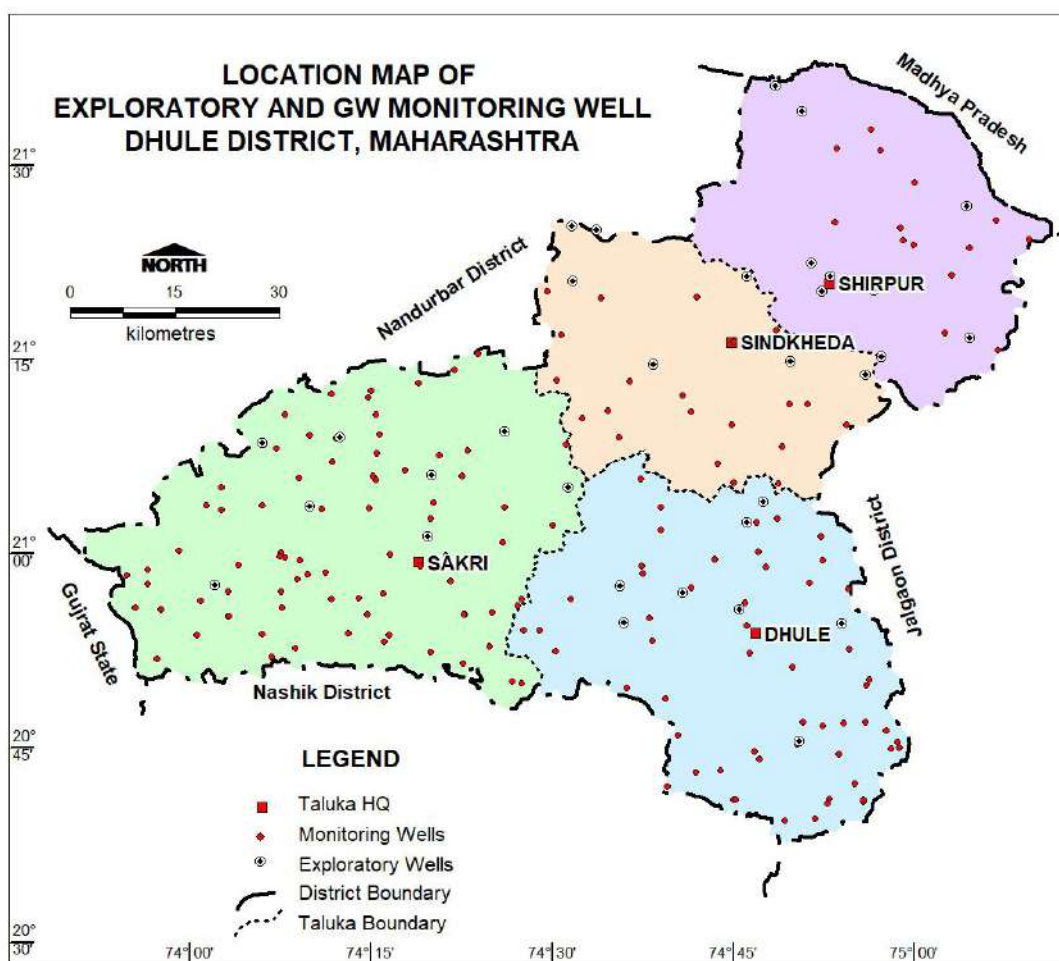 LOCATION MAP OF
EXPLORATORY AND GW MONITORING WELL
DHULE DISTRICT, MAHARASHTRA
Madhya Pradesh
21°
30'
NORTH
0 15 30
kilometres
Nandurbar District
SHIRPUR
SINDKHEDA
21°
15'
21°
00'
SÂKRI
Jalgaon District
Gujrat State
DHULE
Nashik District
20°
45'
LEGEND
Taluka HQ
Monitoring Wells
Exploratory Wells
District Boundary
Taluka Boundary
20°
30'
74°00' 74°15' 74°30' 74°45' 75°00'